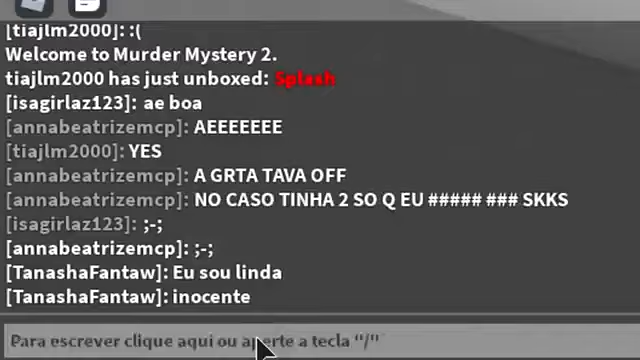 [tiajlm2000]: :(
Welcome to Murder Mystery 2.
tiajlm2000 has just unboxed: Splash
[isagirlaz123]: ae boa
[annabeatrizemcp]: AEEEEEEE
[tiajlm2000]: YES
[annabeatrizemcp]: A GRTA TAVA OFF
[annabeatrizemcp]: NO CASO TINHA 2 SO Q EU ##### ### SKKS
[isagirlaz123]: ;-;
[annabeatrizemcp]: ;-;
[TanashaFantaw]: Eu sou linda
[TanashaFantaw]: inocente
Para escrever clique aqui ou aperte a tecla "/"